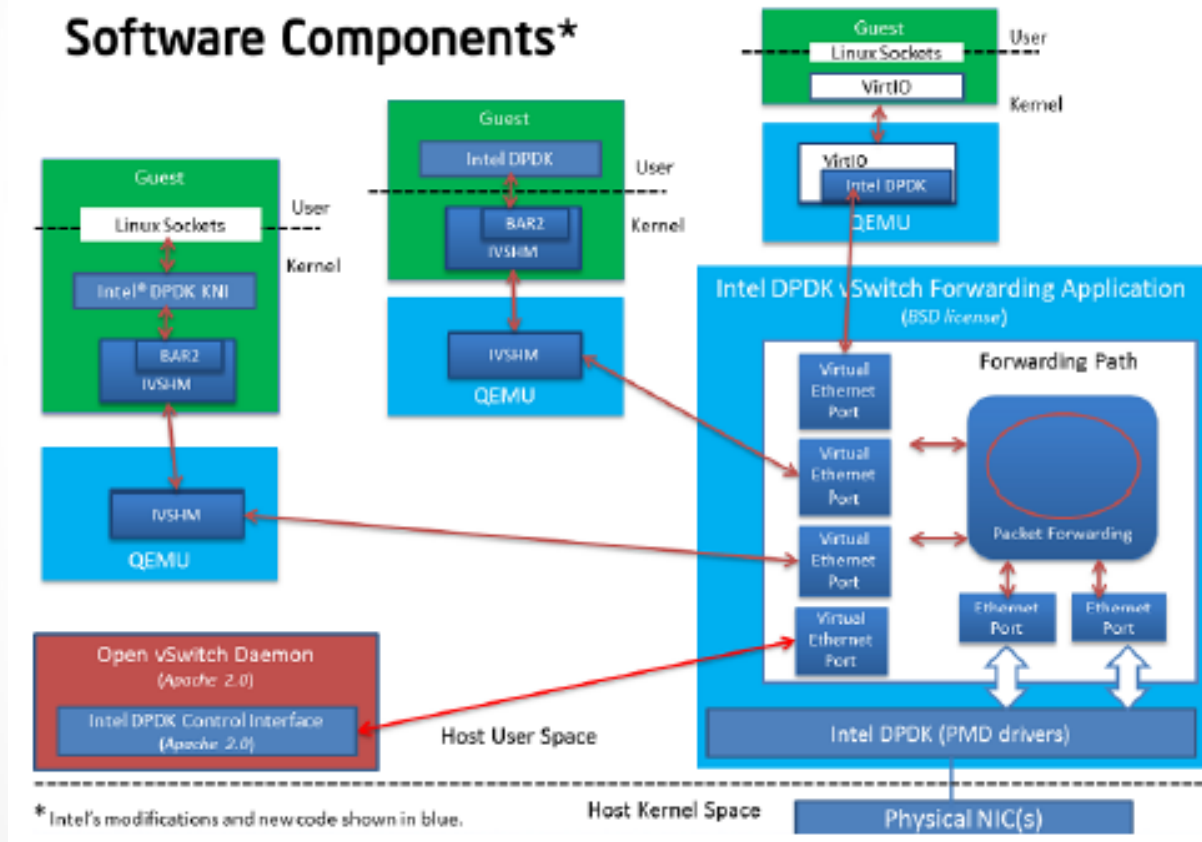 Software Components*
Guest
Linux Sockets
User
VirtIO
Kernel
VirtIO
Intel DPDK
QEMU
Guest
Intel DPDK
User
BAR2
Kernel
IVSHM
IVSHM
QEMU
Guest
User
Linux Sockets
Kernel
Intel® DPDK KNI
BAR2
IVSHM
IVSHM
QEMU
Intel DPDK vSwitch Forwarding Application
(BSD license)
Forwarding Path
Virtual
Ethernet
Port
Virtual
Ethernet
Port
Virtual
Ethernet
Port
Virtual
Ethernet
Port
Packet Forwarding
Ethernet
Port
Ethernet
Port
Intel DPDK (PMD drivers)
Open vSwitch Daemon
(Apache 2.0)
Intel DPDK Control Interface
(Apache 2.0)
Host User Space
Host Kernel Space
Physical NIC(s)
* Intel's modifications and new code shown in blue.